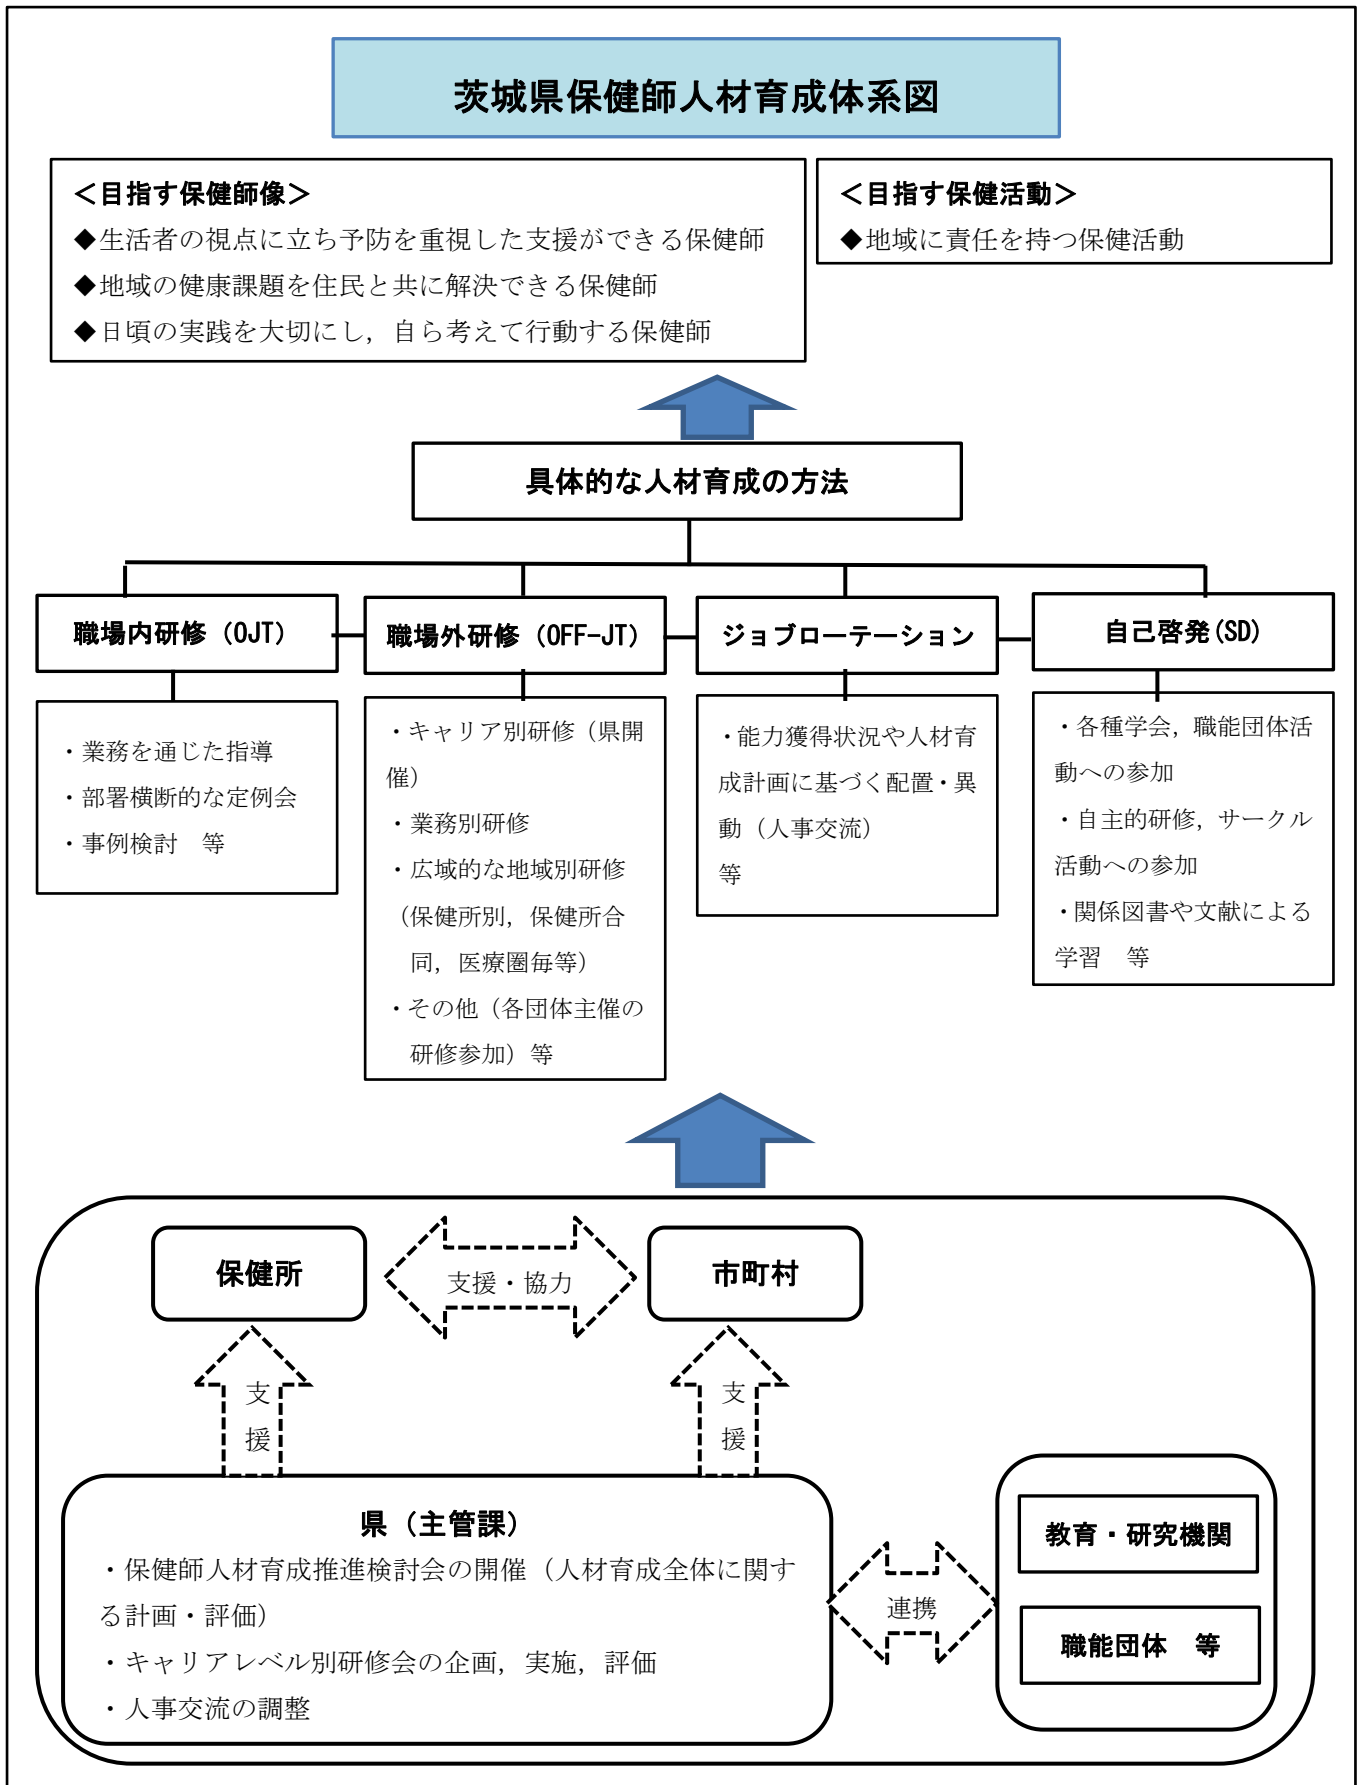 茨城県保健師人材育成体系図
＜目指す保健師像＞
◆生活者の視点に立ち予防を重視した支援ができる保健師
◆地域の健康課題を住民と共に解決できる保健師
◆日頃の実践を大切にし，自ら考えて行動する保健師
＜目指す保健活動＞
◆地域に責任を持つ保健活動
具体的な人材育成の方法
職場内研修（OJT）
・業務を通じた指導
・部署横断的な定例会
・事例検討　等
職場外研修（OFF-JT）
・キャリア別研修（県開
催）
・業務別研修
・広域的な地域別研修
（保健所別，保健所合
同，医療圏毎等）
・その他（各団体主催の
研修参加）等
ジョブローテーション
・能力獲得状況や人材育
成計画に基づく配置・異
動（人事交流）
等
自己啓発(SD)
・各種学会，職能団体活
動への参加
・自主的研修，サークル
活動への参加
・関係図書や文献による
学習　等
保健所
支援・協力
市町村
支
援
支
援
県（主管課）
・保健師人材育成推進検討会の開催（人材育成全体に関す
る計画・評価）
・キャリアレベル別研修会の企画，実施，評価
・人事交流の調整
連携
教育・研究機関
職能団体　等